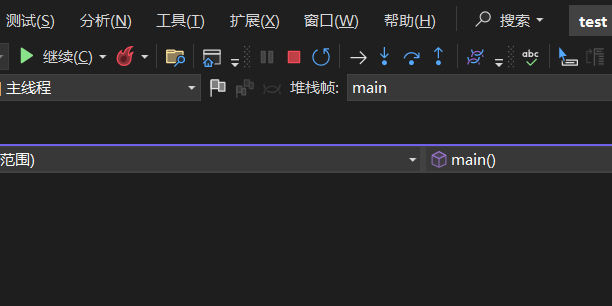 测试(S) 分析(N) 工具(T) 扩展(X) 窗口(W) 帮助(H) 搜索 test
继续(C) abc
主线程 堆栈帧: main
范围) main()